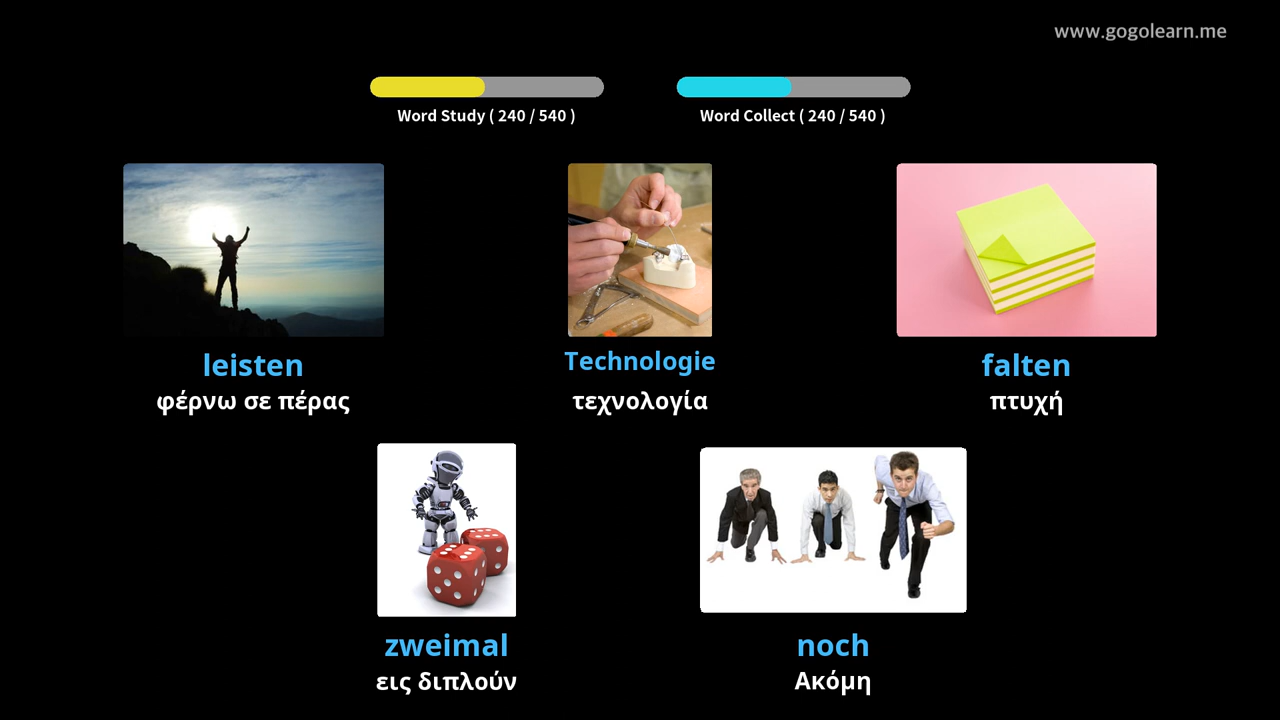 www.gogolearn.me
Word Study ( 240 / 540 )
Word Collect ( 240 / 540 )
leisten
φέρνω σε πέρας
Technologie
τεχνολογία
falten
πτυχή
zweimal
εις διπλούν
noch
Ακόμη